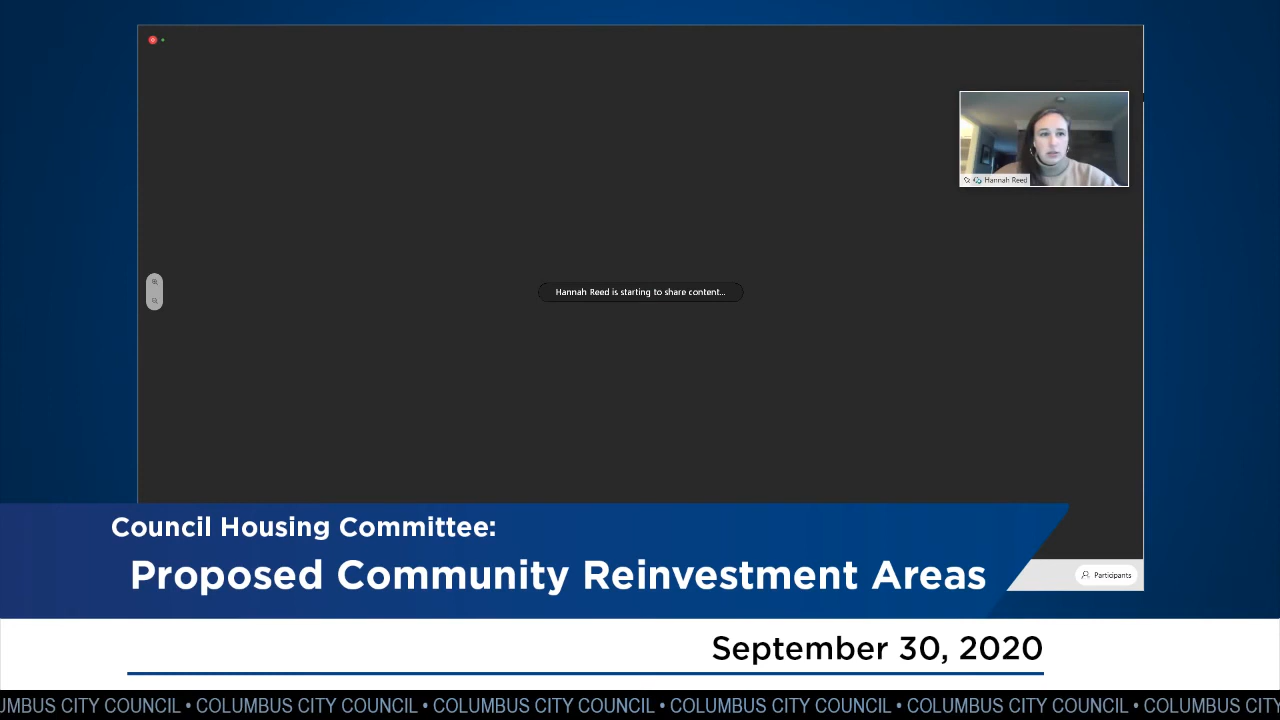 Hannah Reed
Hannah Reed is starting to share content...
Council Housing Committee:
Proposed Community Reinvestment Areas
Participants
September 30, 2020
UMBUS CITY COUNCIL • COLUMBUS CITY COUNCIL • COLUMBUS CITY COUNCIL • COLUMBUS CITY COUNCIL • COLUMBUS CITY COUNCIL • COLUMBUS CITY